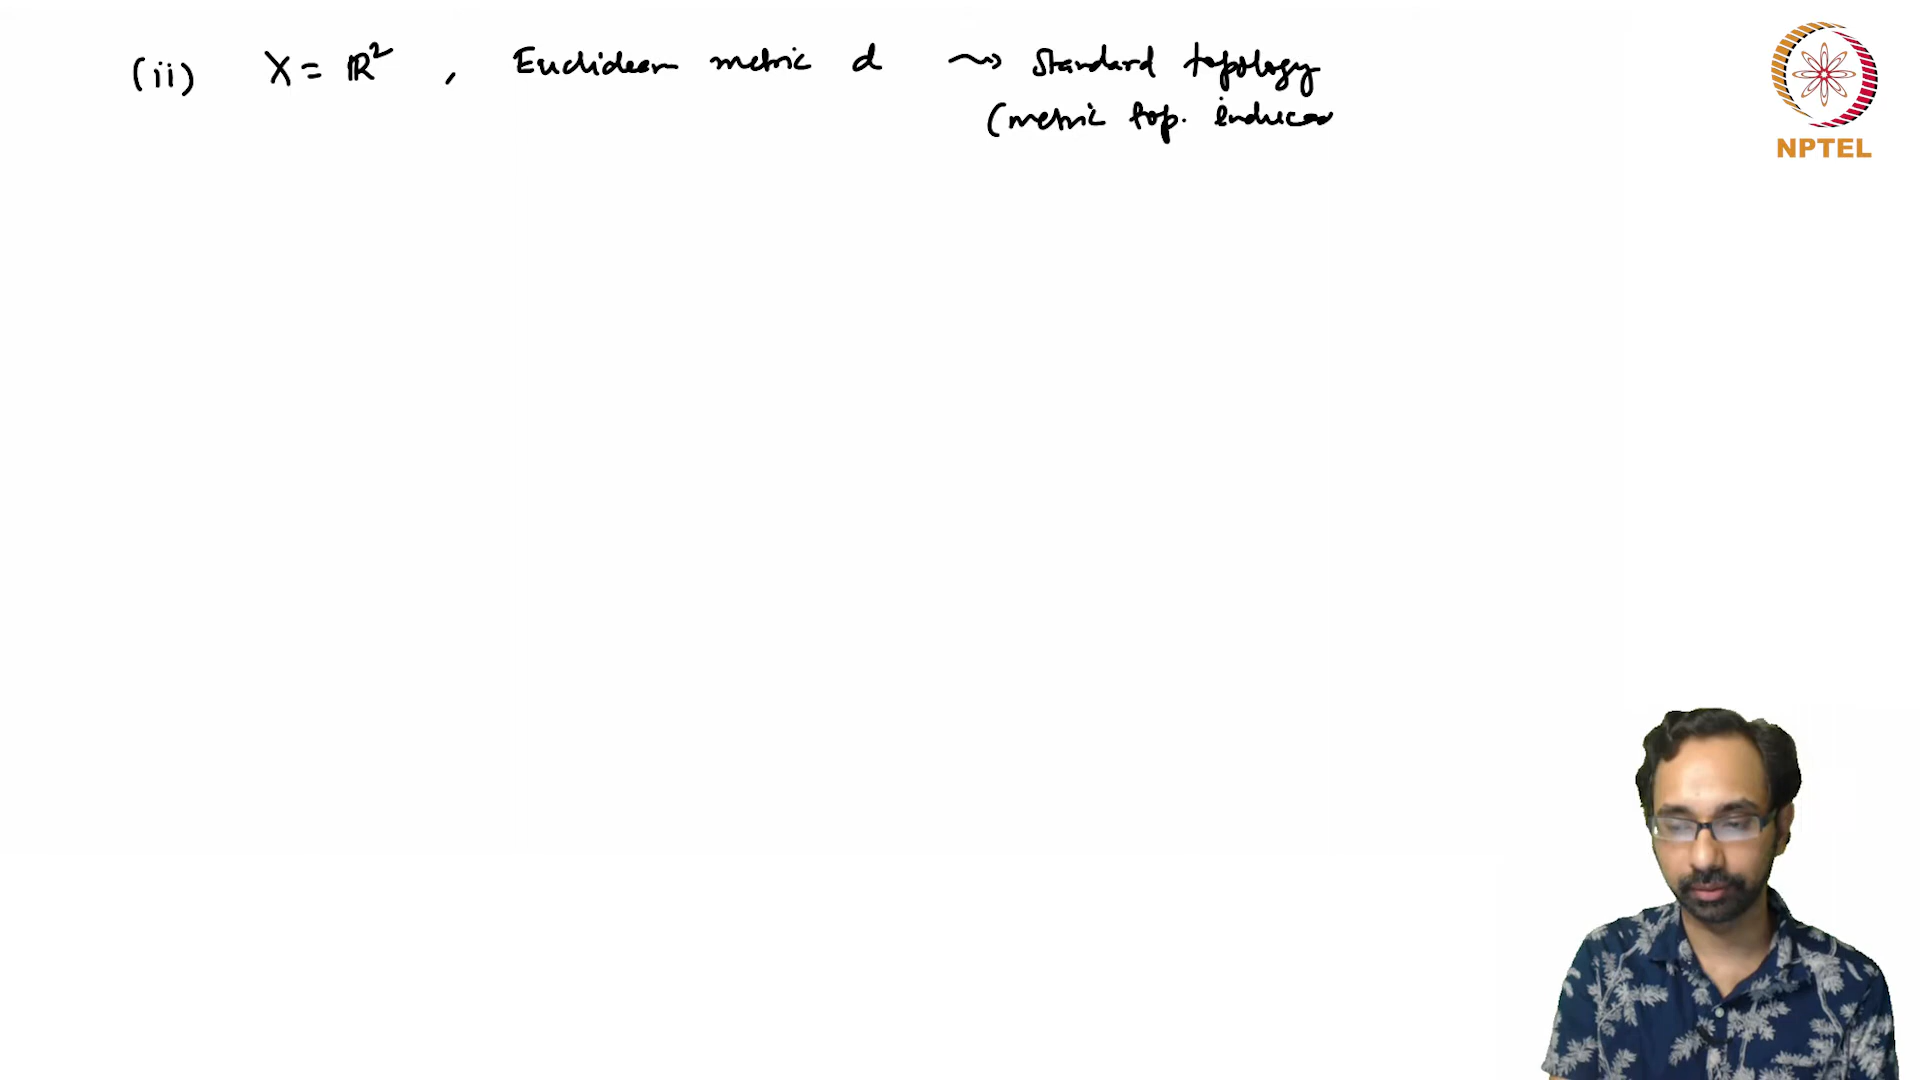 (ii) X = ℝ², Euclidean metric d ⇝ Standard topology
(metric top. induced
NPTEL